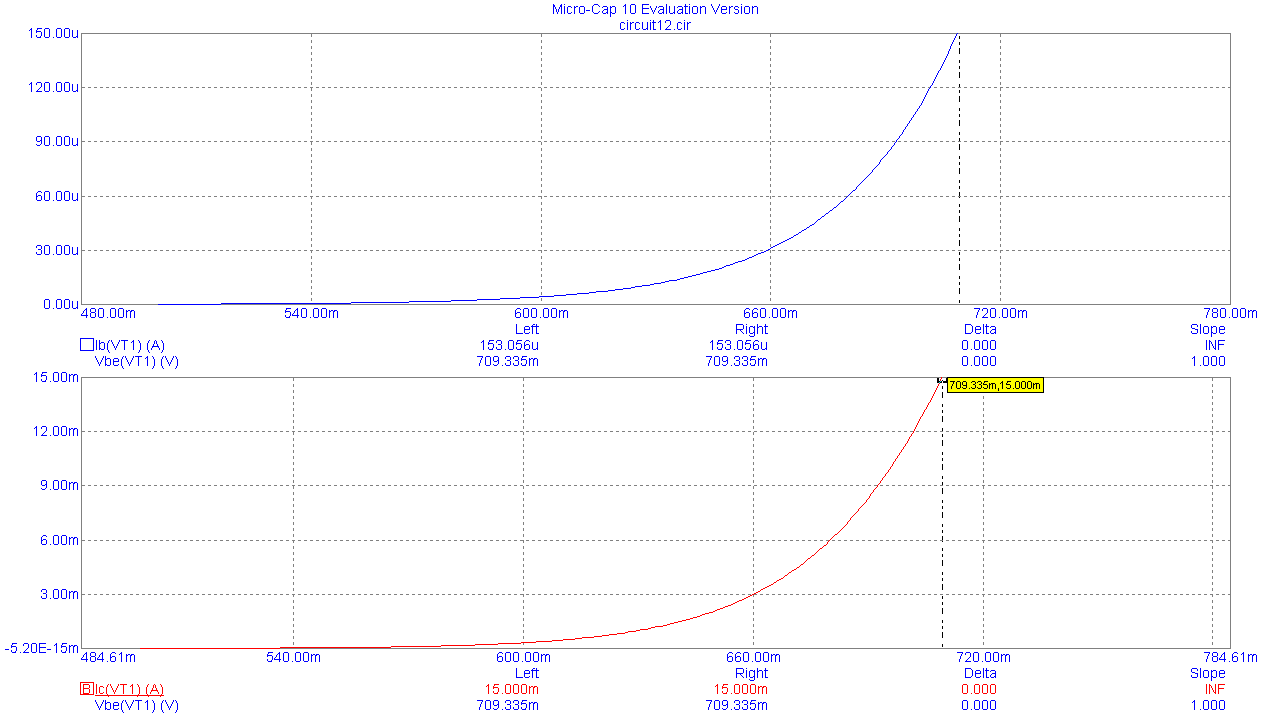 Micro-Cap 10 Evaluation Version
circuit12.cir
150.00u
120.00u
90.00u
60.00u
30.00u
0.00u
480.00m 540.00m 600.00m 660.00m 720.00m 780.00m
Left Right Delta Slope
Ib(VT1) (A) 153.056u 153.056u 0.000 INF
Vbe(VT1) (V) 709.335m 709.335m 0.000 1.000
15.00m
709.335m,15.000m
12.00m
9.00m
6.00m
3.00m
-5.20E-15m
484.61m 540.00m 600.00m 660.00m 720.00m 784.61m
Left Right Delta Slope
B Ic(VT1) (A) 15.000m 15.000m 0.000 INF
Vbe(VT1) (V) 709.335m 709.335m 0.000 1.000